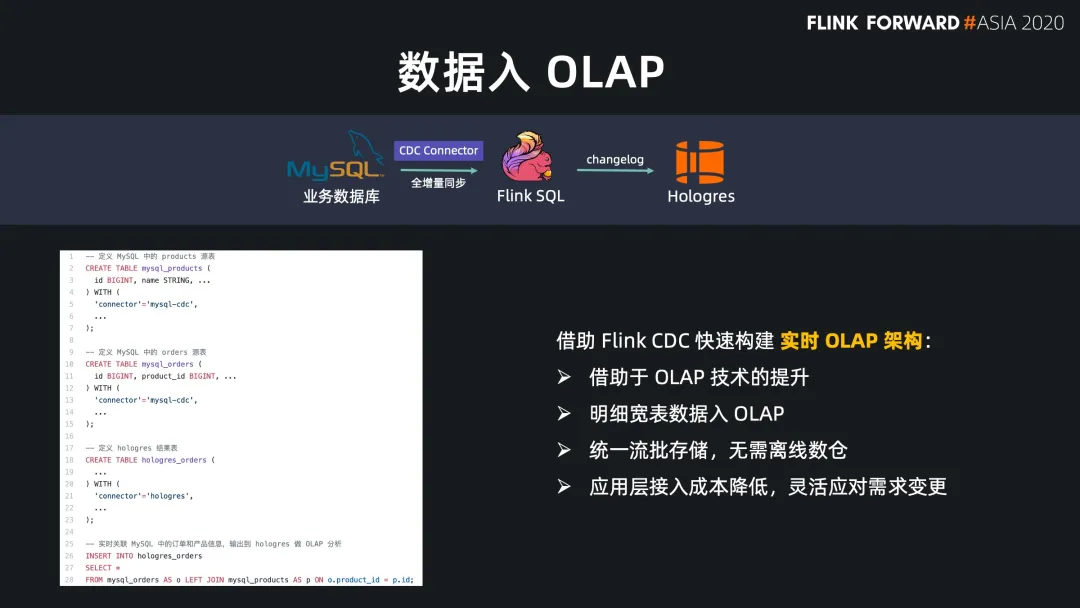 FLINK FORWARD #ASIA 2020
数据入 OLAP
MySQL
业务数据库
CDC Connector
全增量同步
Flink SQL
changelog
Hologres
1 -- 定义 MySQL 中的 products 源表
2 CREATE TABLE mysql_products (
3 id BIGINT, name STRING, ...
4 ) WITH (
5 'connector'='mysql-cdc',
6 ...
7 );
8
9 -- 定义 MySQL 中的 orders 源表
10 CREATE TABLE mysql_orders (
11 id BIGINT, product_id BIGINT, ...
12 ) WITH (
13 'connector'='mysql-cdc',
14 ...
15 );
16
17 -- 定义 hologres 结果表
18 CREATE TABLE hologres_orders (
19 ...
20 ) WITH (
21 'connector'='hologres',
22 ...
23 );
24
25 -- 实时关联 MySQL 中的订单和产品信息，输出到 hologres 做 OLAP 分析
26 INSERT INTO hologres_orders
27 SELECT *
28 FROM mysql_orders AS o LEFT JOIN mysql_products AS p ON o.product_id = p.id;
借助 Flink CDC 快速构建 实时 OLAP 架构：
➢ 借助于 OLAP 技术的提升
➢ 明细宽表数据入 OLAP
➢ 统一流批存储，无需离线数仓
➢ 应用层接入成本降低，灵活应对需求变更